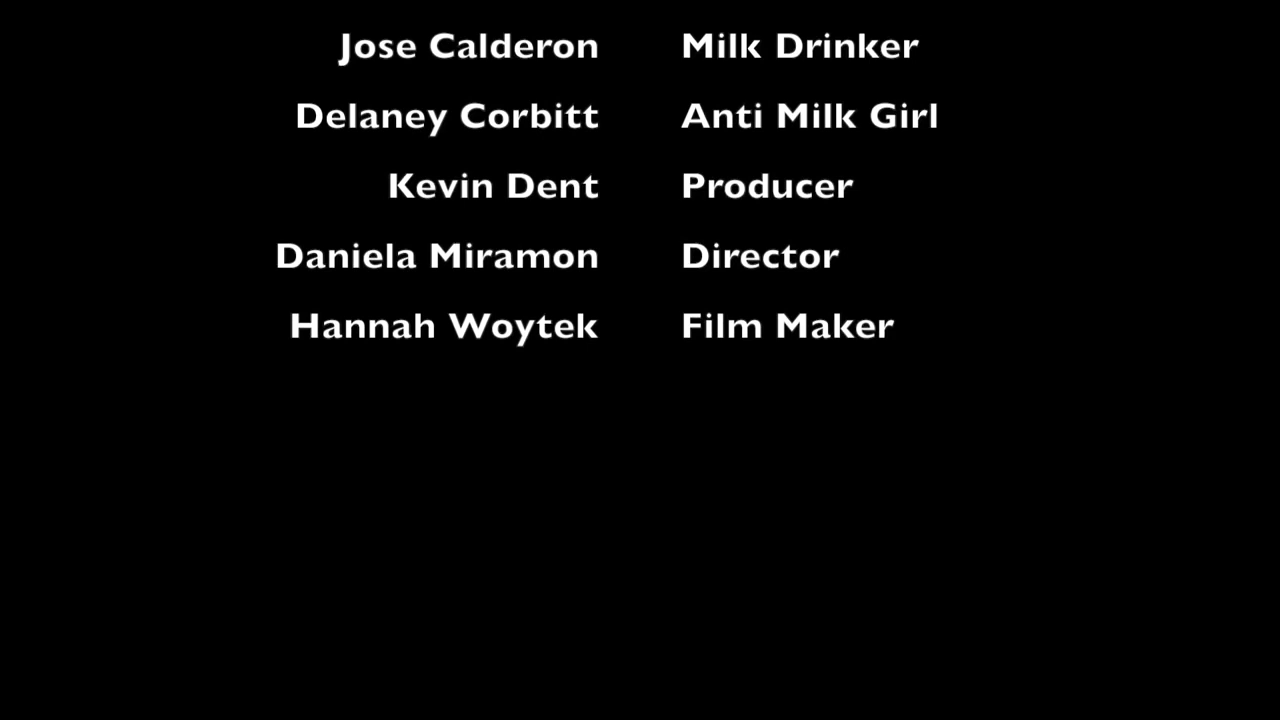 Jose Calderon Milk Drinker
Delaney Corbitt Anti Milk Girl
Kevin Dent Producer
Daniela Miramon Director
Hannah Woytek Film Maker